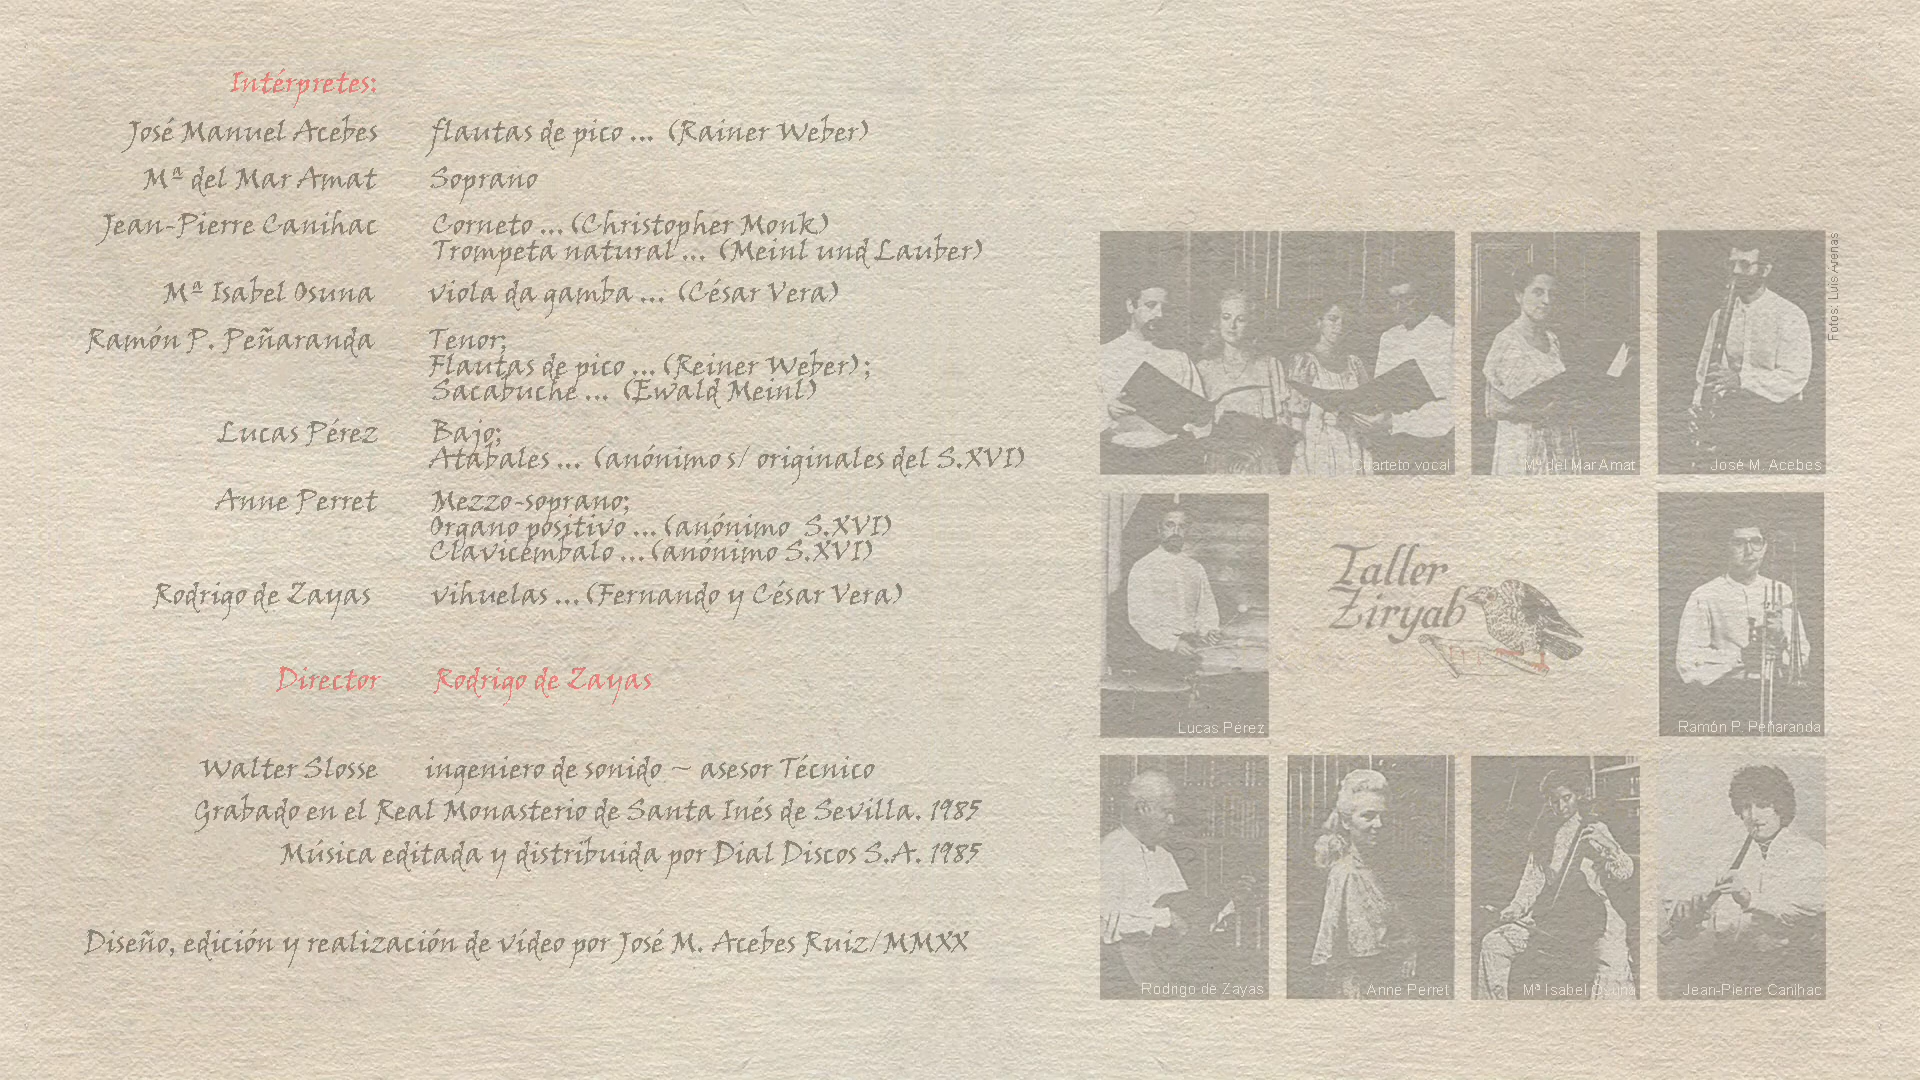 Intérpretes:
José Manuel Acebes flautas de pico ... (Rainer Weber)
Mª del Mar Amat Soprano
Jean-Pierre Canihac Corneto ... (Christopher Monk)
Trompeta natural ... (Meinl und Lauber)
Mª Isabel Osuna viola da gamba ... (César Vera)
Ramón P. Peñaranda Tenor;
Flautas de pico ... (Reiner Weber);
Sacabuche ... (Ewald Meinl)
Lucas Pérez Bajo;
Atabales ... (anónimo s/ originales del S.XVI)
Anne Perret Mezzo-soprano;
Organo positivo ... (anónimo S.XVI)
Clavicémbalo ... (anónimo S.XVI)
Rodrigo de Zayas vihuelas ... (Fernando y César Vera)
Director Rodrigo de Zayas
Walter Slosse ingeniero de sonido ~ asesor Técnico
Grabado en el Real Monasterio de Santa Inés de Sevilla. 1985
Música editada y distribuida por Dial Discos S.A. 1985
Diseño, edición y realización de vídeo por José M. Acebes Ruiz/MMXX
Cuarteto vocal
Mª del Mar Amat
José M. Acebes
Fotos: Luis Arenas
Lucas Pérez
Taller
Ziryab
Ramón P. Peñaranda
Rodrigo de Zayas
Anne Perret
Mª Isabel Osuna
Jean-Pierre Canihac